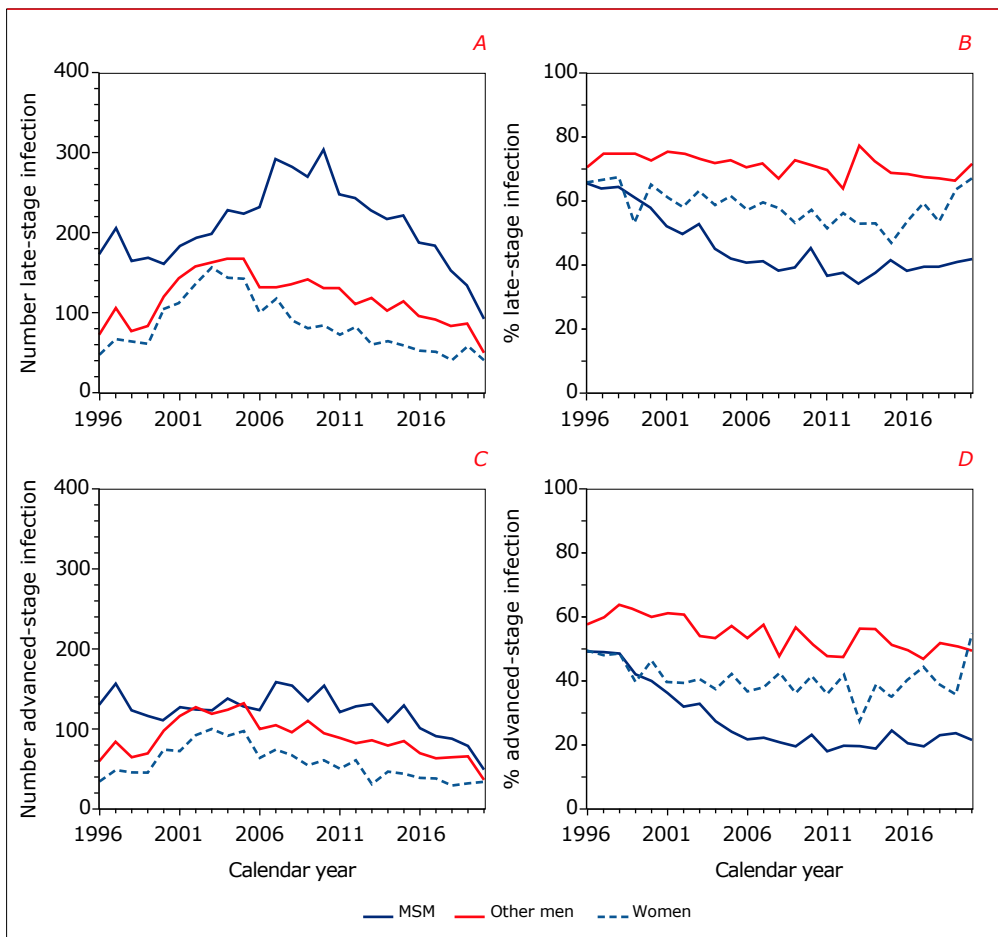 A
Number late-stage infection
400
300
200
100
0
1996 2001 2006 2011 2016
B
% late-stage infection
100
80
60
40
20
0
1996 2001 2006 2011 2016
C
Number advanced-stage infection
400
300
200
100
0
1996 2001 2006 2011 2016
Calendar year
D
% advanced-stage infection
100
80
60
40
20
0
1996 2001 2006 2011 2016
Calendar year
MSM Other men Women